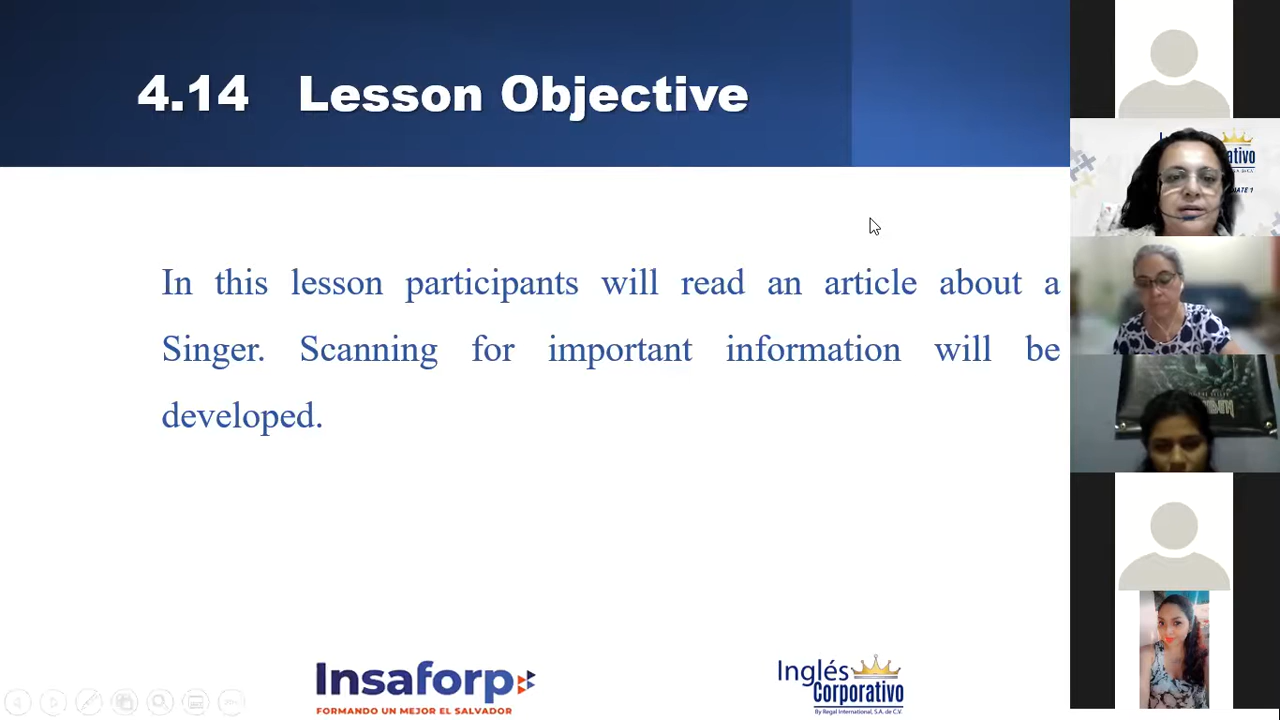 4.14 Lesson Objective
In this lesson participants will read an article about a
Singer. Scanning for important information will be
developed.
Insaforp
FORMANDO UN MEJOR EL SALVADOR
Inglés
Corporativo
By Regal International, S.A. de C.V.